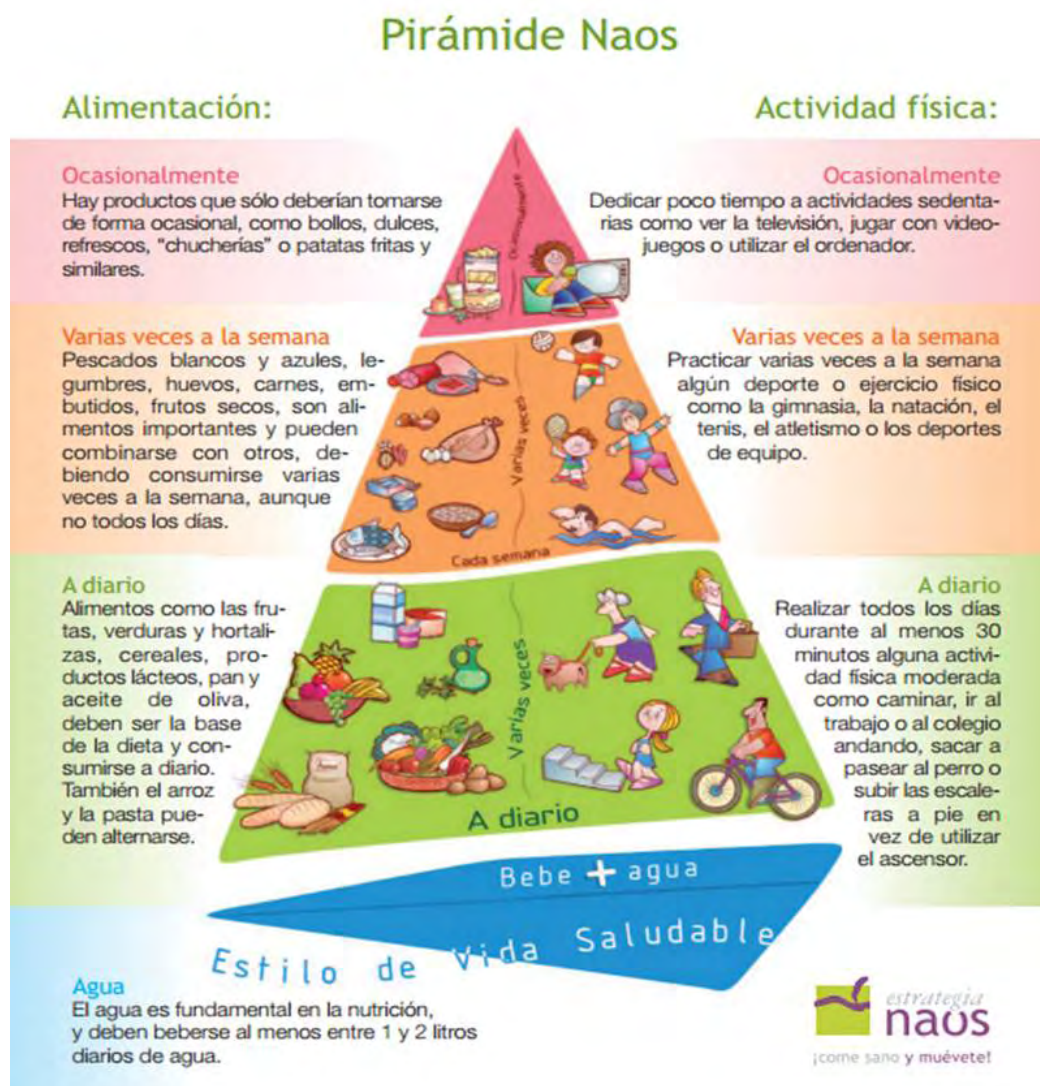 Pirámide Naos
Alimentación:
Ocasionalmente
Hay productos que sólo deberían tomarse
de forma ocasional, como bollos, dulces,
refrescos, "chucherías" o patatas fritas y
similares.
Varias veces a la semana
Pescados blancos y azules, le-
gumbres, huevos, carnes, em-
butidos, frutos secos, son ali-
mentos importantes y pueden
combinarse con otros, de-
biendo consumirse varias
veces a la semana, aunque
no todos los días.
A diario
Alimentos como las fru-
tas, verduras y hortali-
zas, cereales, pro-
ductos lácteos, pan y
aceite de oliva,
deben ser la base
de la dieta y con-
sumirse a diario.
También el arroz
y la pasta pue-
den alternarse.
Agua
El agua es fundamental en la nutrición,
y deben beberse al menos entre 1 y 2 litros
diarios de agua.
Ocasionalmente
Varias veces
Cada semana
Varias veces
A diario
Bebe + agua
Estilo de Vida Saludable
Actividad física:
Ocasionalmente
Dedicar poco tiempo a actividades sedenta-
rias como ver la televisión, jugar con video-
juegos o utilizar el ordenador.
Varias veces a la semana
Practicar varias veces a la semana
algún deporte o ejercicio físico
como la gimnasia, la natación, el
tenis, el atletismo o los deportes
de equipo.
A diario
Realizar todos los días
durante al menos 30
minutos alguna activi-
dad física moderada
como caminar, ir al
trabajo o al colegio
andando, sacar a
pasear al perro o
subir las escale-
ras a pie en
vez de utilizar
el ascensor.
estrategia
naos
¡come sano y muévete!